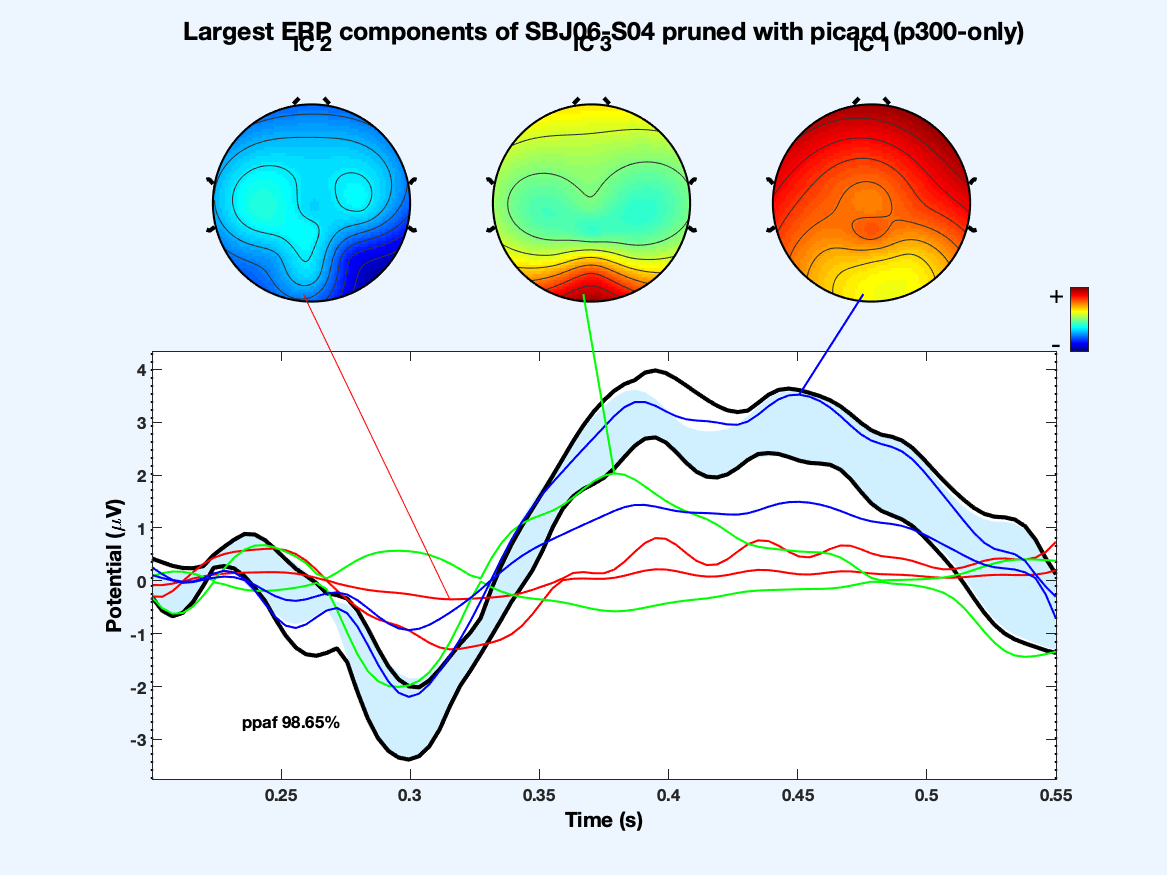 Largest ERP components of SBJ06-S04 pruned with picard (p300-only)
IC 2 IC 3 IC 1
+
-
4
3
2
1
0
-1
-2
-3
Potential (μV)
ppaf 98.65%
0.25 0.3 0.35 0.4 0.45 0.5 0.55
Time (s)